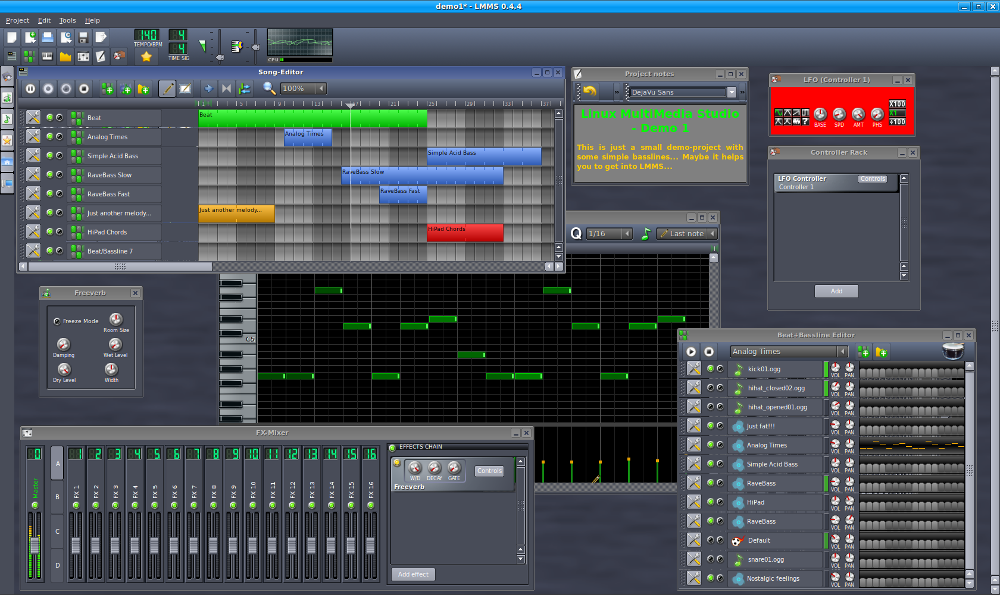 demo1* - LMMS 0.4.4
Project Edit Tools Help
140
TEMPO/BPM
4
4
TIME SIG
CPU
Song-Editor
100%
1 5 9 13 17 21 25 29 33 37
Beat
Beat
Analog Times
Analog Times
Simple Acid Bass
Simple Acid Bass
RaveBass Slow
RaveBass Slow
RaveBass Fast
RaveBass Fast
Just another melody...
Just another melody...
HiPad Chords
HiPad Chords
Beat/Bassline 7
Project notes
» DejaVu Sans »
Linux MultiMedia Studio
- Demo 1
This is just a small demo-project with
some simple basslines... Maybe it helps
you to get into LMMS...
LFO (Controller 1)
BASE SPD AMT PHS
X100
X1
÷100
?
Controller Rack
LFO Controller Controls
Controller 1
Add
Q 1/16 Last note
C5
Freeverb
Freeze Mode
Room Size
Damping
Wet Level
Dry Level
Width
FX-Mixer
0 1 2 3 4 5 6 7 8 9 10 11 12 13 14 15 16
Master FX 1 FX 2 FX 3 FX 4 FX 5 FX 6 FX 7 FX 8 FX 9 FX 10 FX 11 FX 12 FX 13 FX 14 FX 15 FX 16
A
B
C
D
EFFECTS CHAIN
W/D DECAY GATE
Controls
Freeverb
Add effect
Beat+Bassline Editor
Analog Times
kick01.ogg
VOL PAN
hihat_closed02.ogg
VOL PAN
hihat_opened01.ogg
VOL PAN
Just fat!!!
VOL PAN
Analog Times
VOL PAN
Simple Acid Bass
VOL PAN
RaveBass
VOL PAN
HiPad
VOL PAN
RaveBass
VOL PAN
Default
VOL PAN
snare01.ogg
VOL PAN
Nostalgic feelings
VOL PAN